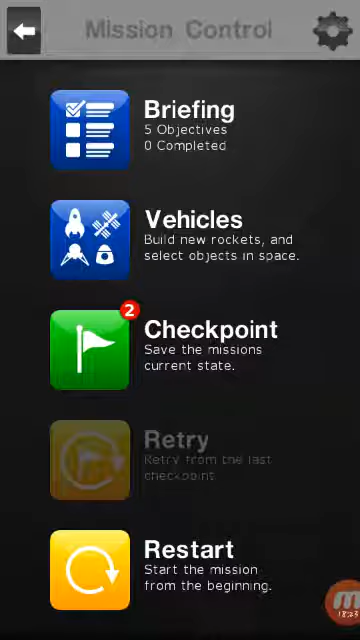 Mission Control
Briefing
5 Objectives
0 Completed
Vehicles
Build new rockets, and
select objects in space.
2
Checkpoint
Save the missions
current state.
Retry
Retry from the last
checkpoint.
Restart
Start the mission
from the beginning.